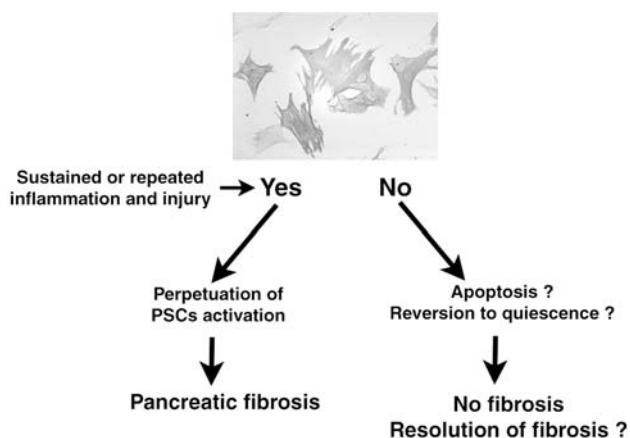 Sustained or repeated
inflammation and injury
Yes
No
Perpetuation of
PSCs activation
Apoptosis ?
Reversion to quiescence ?
Pancreatic fibrosis
No fibrosis
Resolution of fibrosis ?